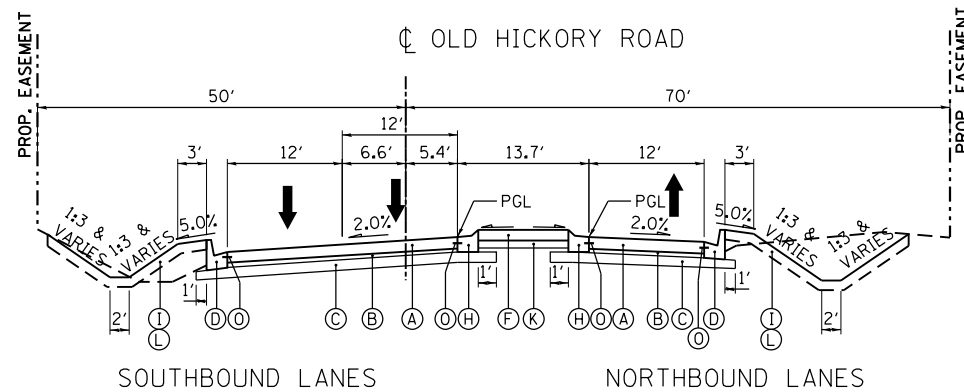 ℄ OLD HICKORY ROAD
PROP. EASEMENT
PROP. EASEMENT
50' 70'
12'
3' 12' 6.6' 5.4' 13.7' 12' 3'
PGL PGL
1:3 & VARIES 1:3 & VARIES 5.0% 2.0% 2.0% 5.0% 1:3 & VARIES 1:3 & VARIES
1' 1' 1' 1'
2' I D O C B A O H F K H O A B C D I 2'
L O L
SOUTHBOUND LANES NORTHBOUND LANES